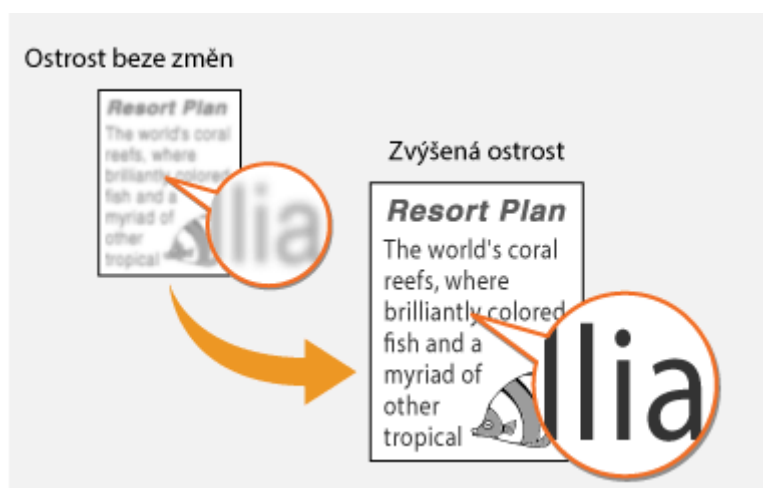 Ostrost beze změn
Resort Plan
The world's coral
reefs, where
brilliantly colored
fish and a
myriad of
other
tropical
lia
Zvýšená ostrost
Resort Plan
The world's coral
reefs, where
brilliantly colored
fish and a
myriad of
other
tropical
llia